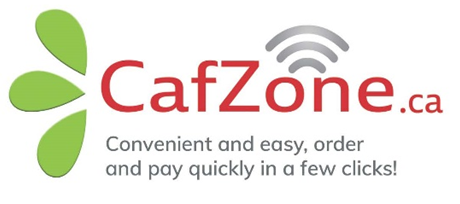 CafZone.ca
Convenient and easy, order
and pay quickly in a few clicks!